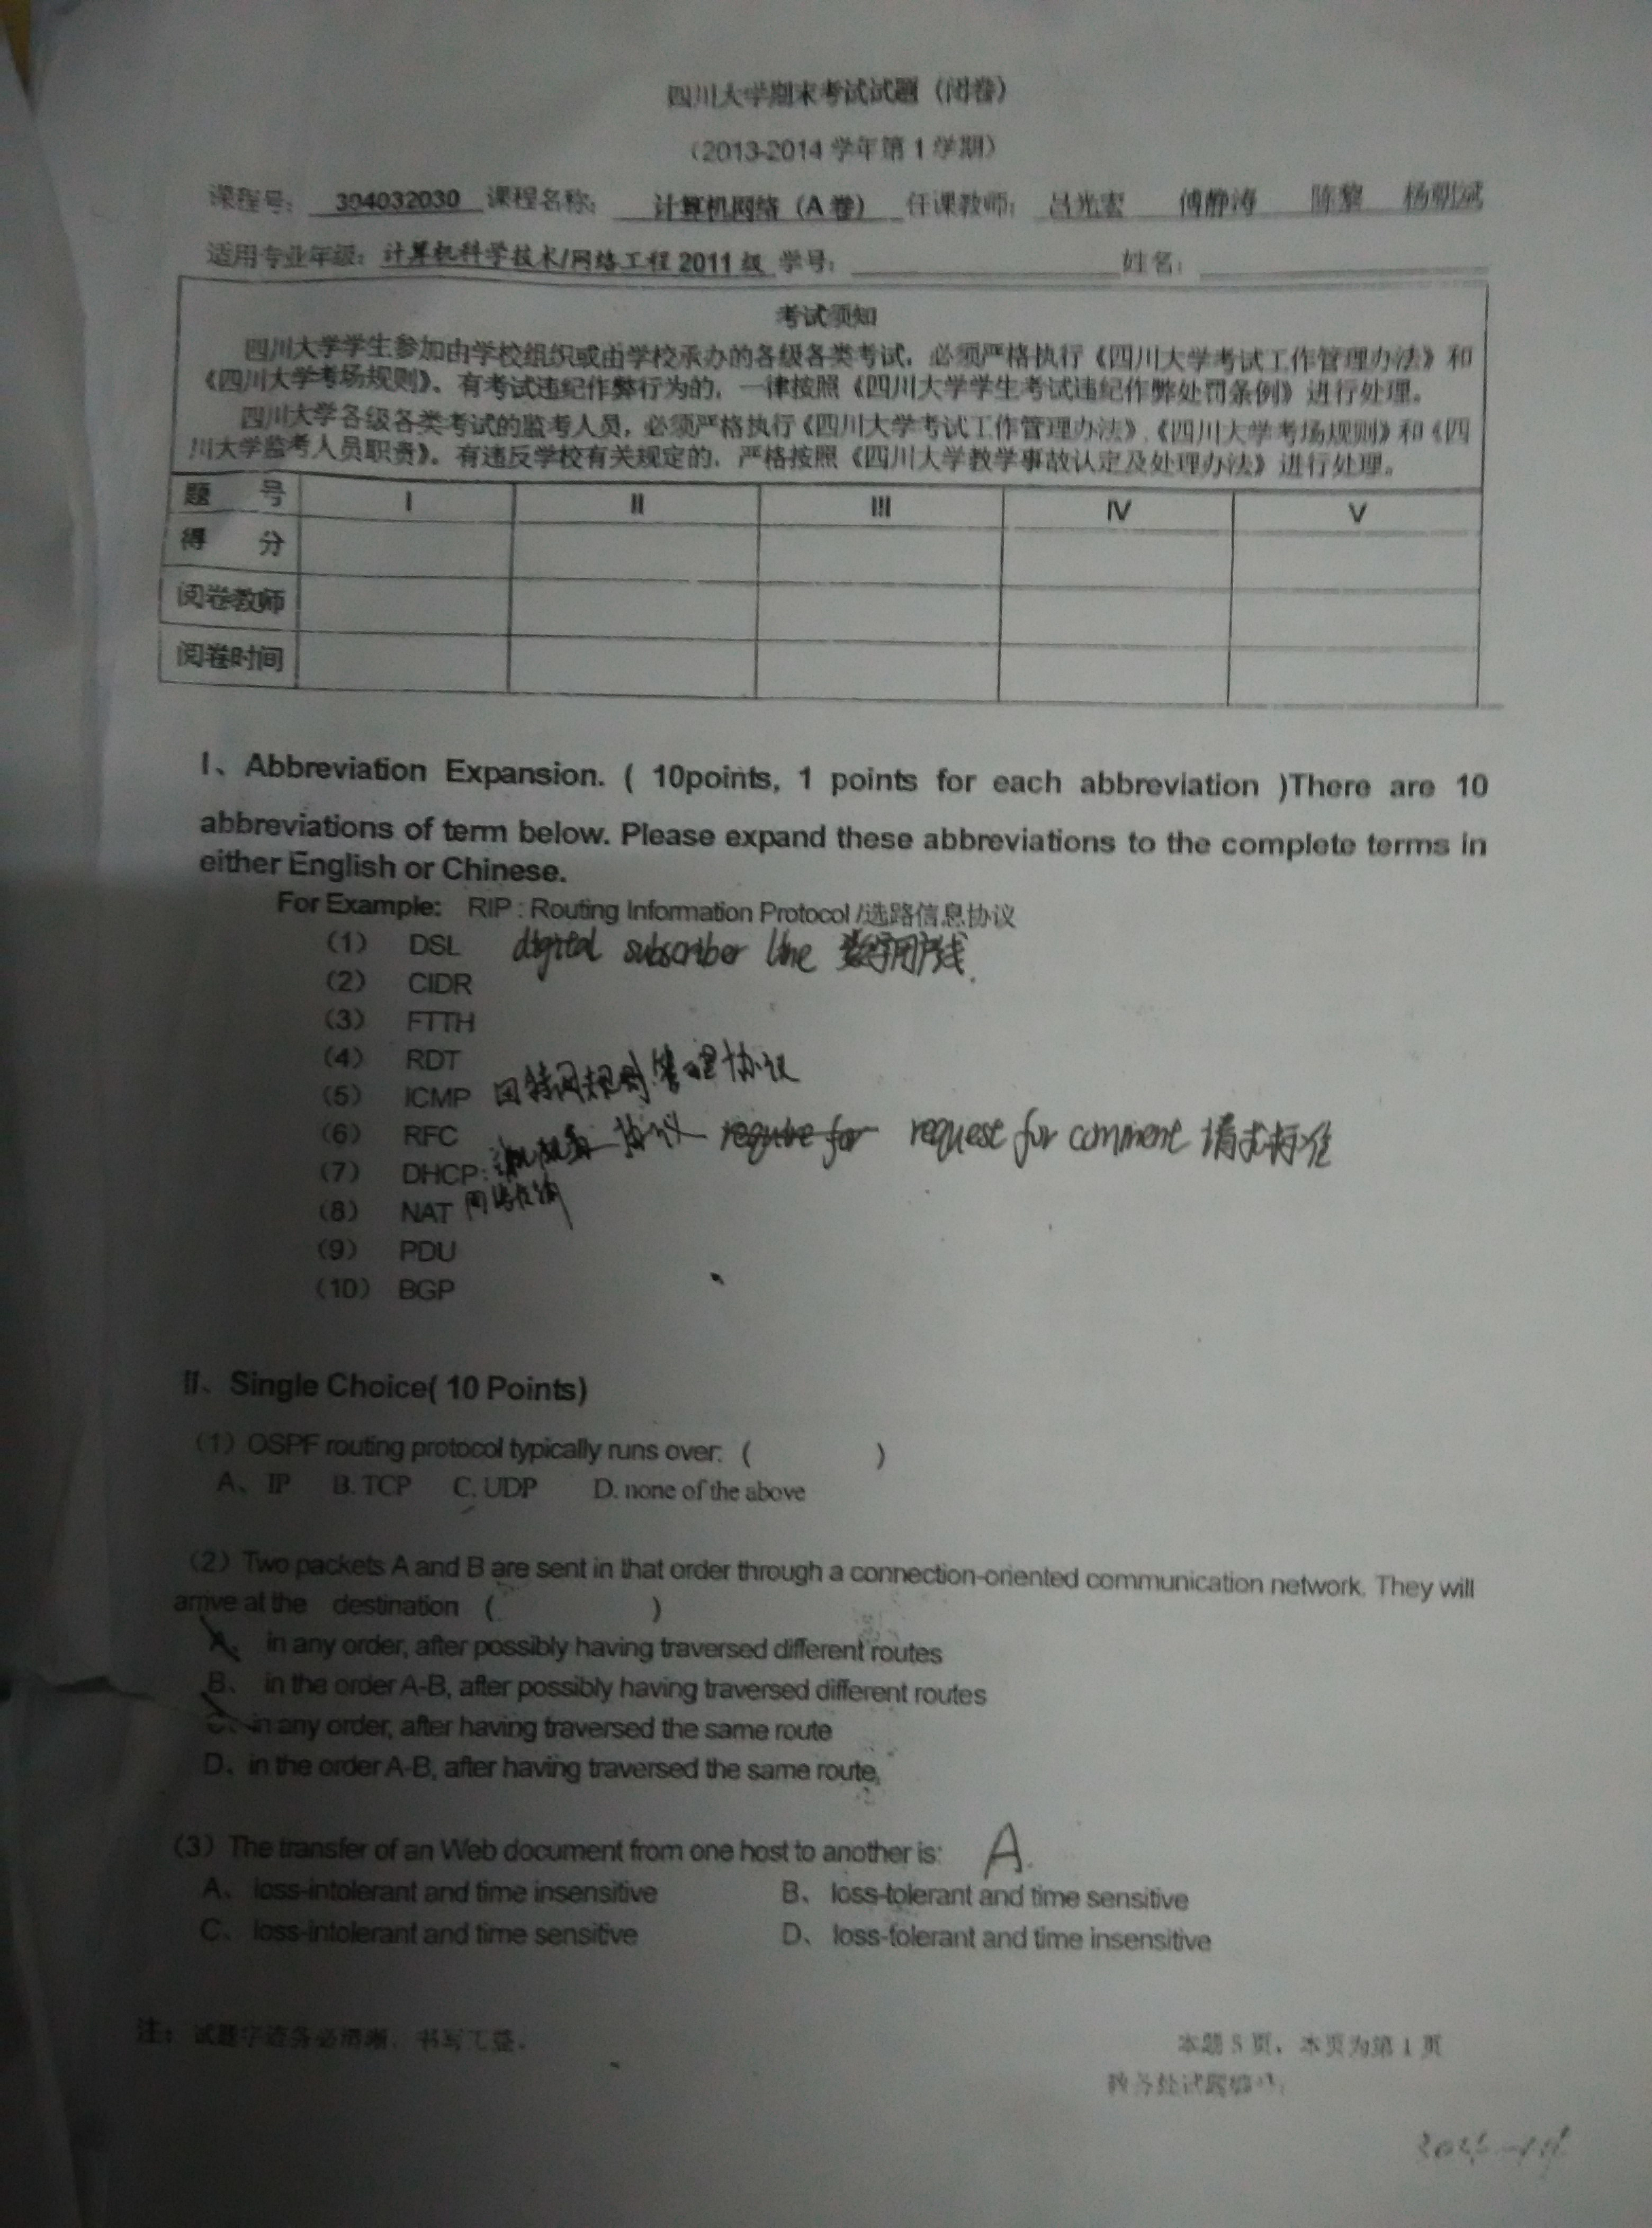 四川大学期末考试试题（闭卷）
（2013-2014 学年第 1 学期）
课程号： 304032030 课程名称： 计算机网络（A 卷） 任课教师： 吕光宏 傅静涛 陈黎 杨朝斌
适用专业年级：计算机科学技术/网络工程 2011 级 学号： 姓名：
考试须知
四川大学学生参加由学校组织或由学校承办的各级各类考试，必须严格执行《四川大学考试工作管理办法》和
《四川大学考场规则》。有考试违纪作弊行为的，一律按照《四川大学学生考试违纪作弊处罚条例》进行处理。
四川大学各级各类考试的监考人员，必须严格执行《四川大学考试工作管理办法》、《四川大学考场规则》和《四
川大学监考人员职责》。有违反学校有关规定的，严格按照《四川大学教学事故认定及处理办法》进行处理。
题 号 I II III IV V
得 分
阅卷教师
阅卷时间
I、Abbreviation Expansion. ( 10points, 1 points for each abbreviation )There are 10
abbreviations of term below. Please expand these abbreviations to the complete terms in
either English or Chinese.
For Example: RIP : Routing Information Protocol /选路信息协议
（1） DSL digital subscriber line 数字用户线.
（2） CIDR
（3） FTTH
（4） RDT
（5） ICMP 因特网规则管理协议
（6） RFC 协议 require for request for comment 请求标准
（7） DHCP:
（8） NAT
（9） PDU
（10） BGP
II、Single Choice( 10 Points)
（1）OSPF routing protocol typically runs over: ( )
A、IP B. TCP C. UDP D. none of the above
（2）Two packets A and B are sent in that order through a connection-oriented communication network. They will
arrive at the destination ( )
A、 in any order, after possibly having traversed different routes
B、 in the order A-B, after possibly having traversed different routes
C、in any order, after having traversed the same route
D、in the order A-B, after having traversed the same route,
（3）The transfer of an Web document from one host to another is: A.
A、 loss-intolerant and time insensitive B、 loss-tolerant and time sensitive
C、 loss-intolerant and time sensitive D、 loss-tolerant and time insensitive
注：试题字迹务必清晰，书写工整。 本题 5 页，本页为第 1 页
教务处试题编号：